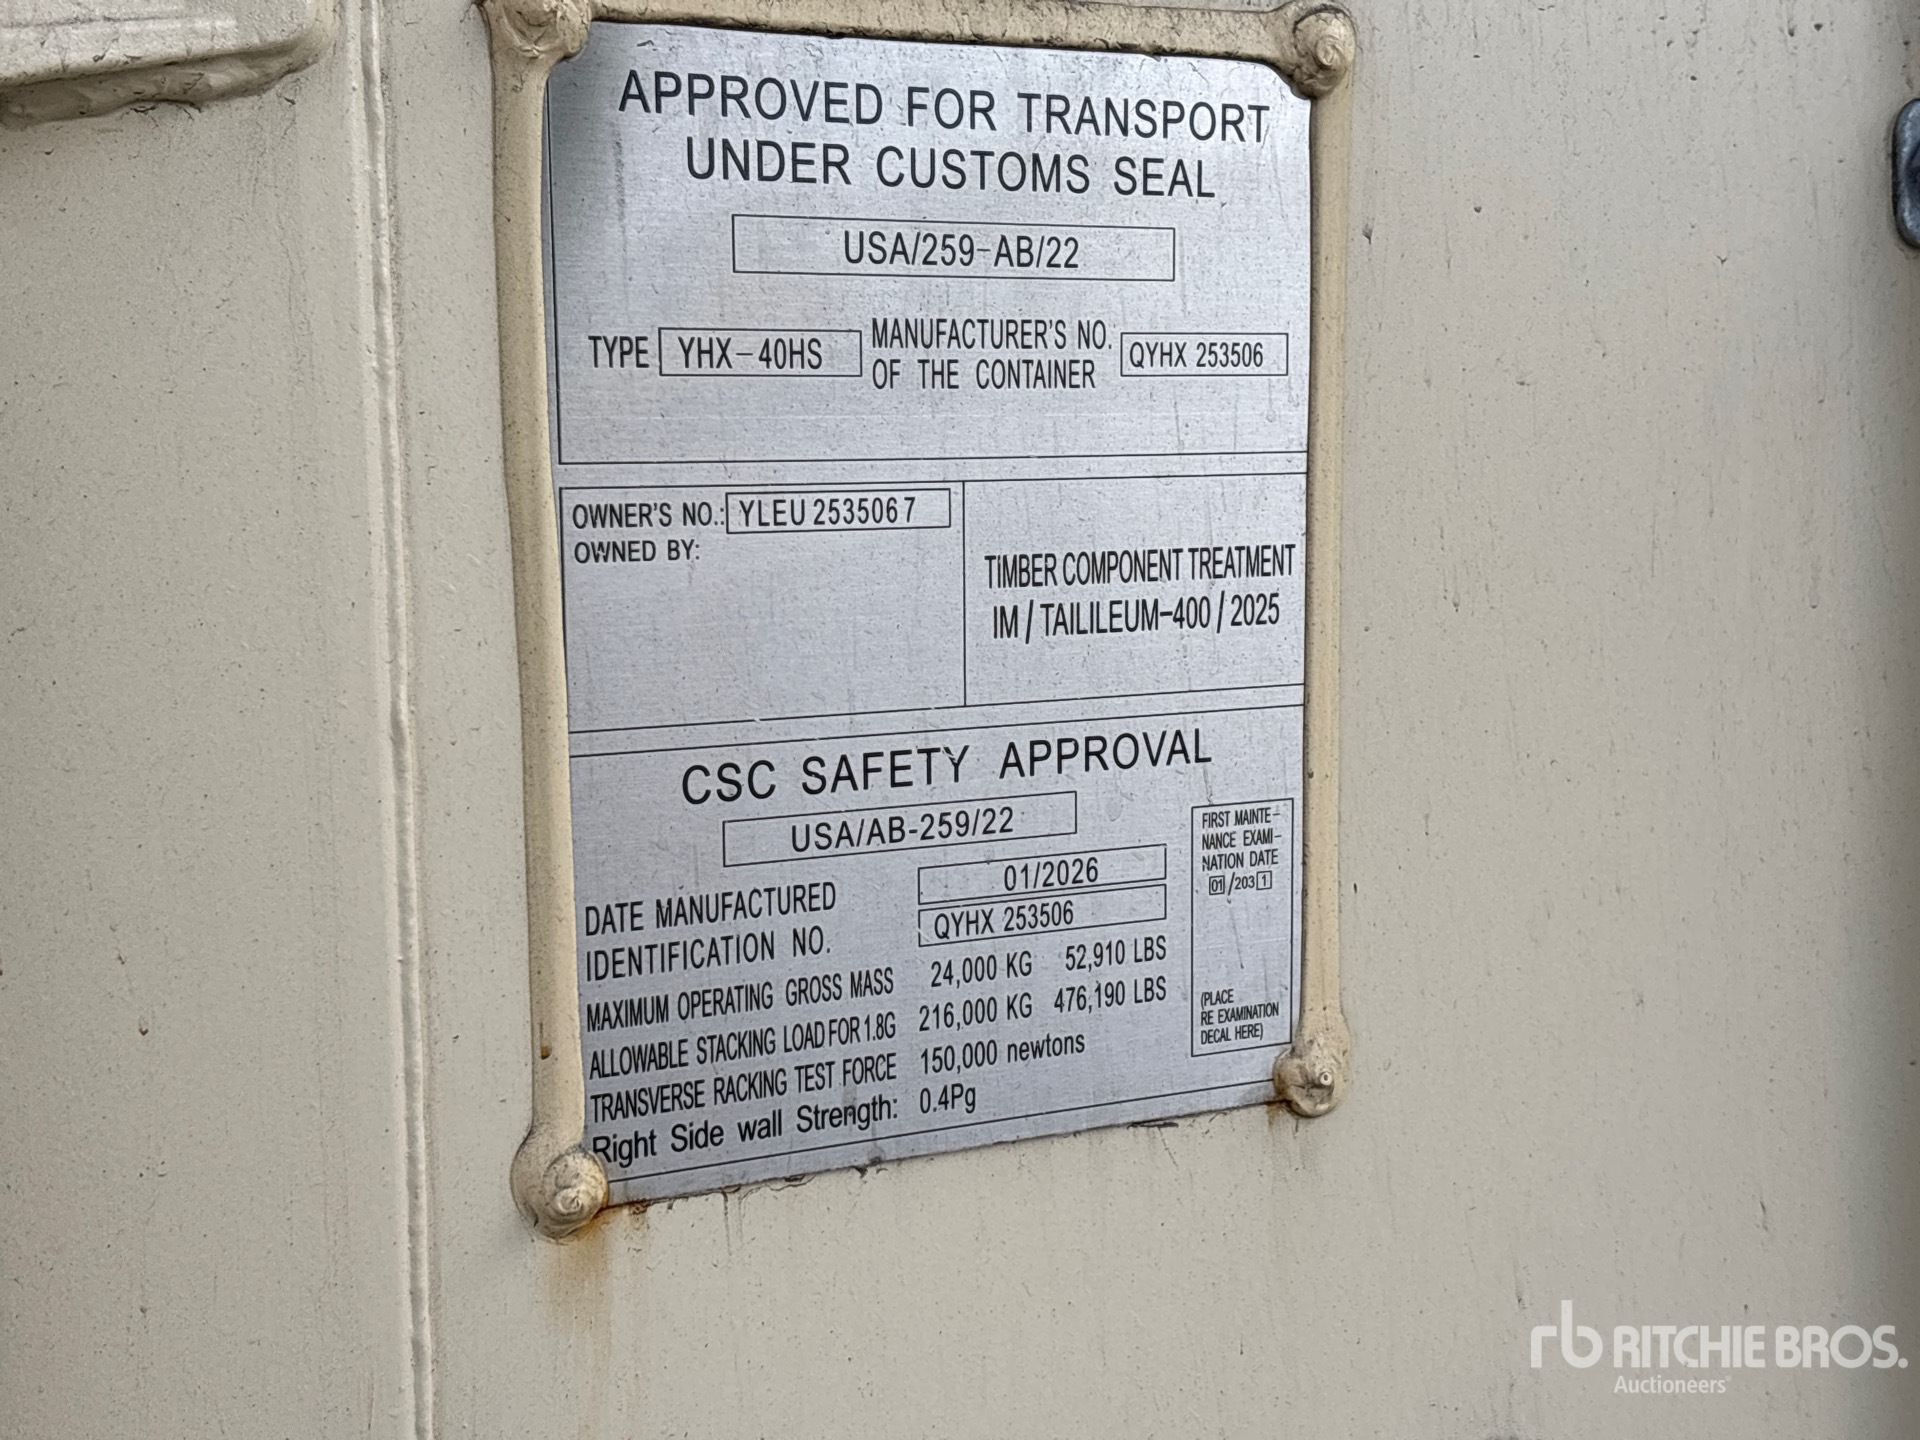 APPROVED FOR TRANSPORT
UNDER CUSTOMS SEAL
USA/259-AB/22
TYPE YHX-40HS MANUFACTURER'S NO. OF THE CONTAINER QYHX 253506
OWNER'S NO.: YLEU 253506 7
OWNED BY:
TIMBER COMPONENT TREATMENT
IM / TAILILEUM-400 / 2025
CSC SAFETY APPROVAL
USA/AB-259/22
DATE MANUFACTURED 01/2026
IDENTIFICATION NO. QYHX 253506
MAXIMUM OPERATING GROSS MASS 24,000 KG 52,910 LBS
ALLOWABLE STACKING LOAD FOR 1.8G 216,000 KG 476,190 LBS
TRANSVERSE RACKING TEST FORCE 150,000 newtons
Right Side wall Strength: 0.4Pg
FIRST MAINTE-
NANCE EXAMI-
NATION DATE
01/2031
(PLACE
RE EXAMINATION
DECAL HERE)
rb RITCHIE BROS.
Auctioneers